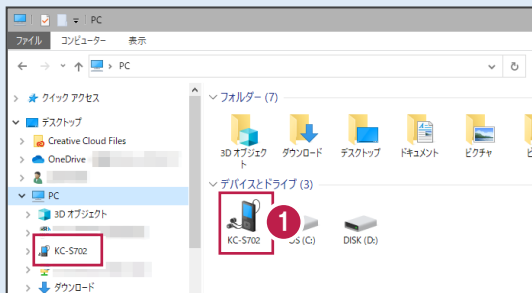 PC
ファイル コンピューター 表示
PC
クイック アクセス
デスクトップ
Creative Cloud Files
OneDrive
PC
3D オブジェクト
KC-S702
ダウンロード
フォルダー (7)
3D オブジェク
ト
ダウンロード
デスクトップ
ドキュメント
ピクチャ
デバイスとドライブ (3)
KC-S702
1
OS (C:)
DISK (D:)